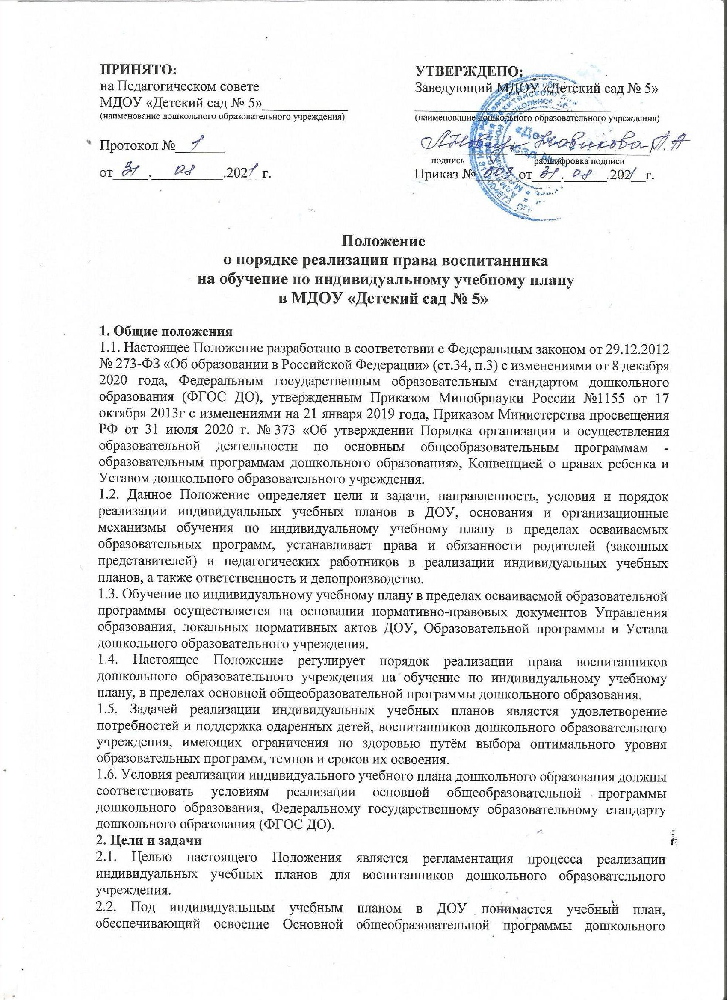 ПРИНЯТО:
на Педагогическом совете
МДОУ «Детский сад № 5»____________
(наименование дошкольного образовательного учреждения)
Протокол № 1
от 31 . 08 .2021 г.
УТВЕРЖДЕНО:
Заведующий МДОУ «Детский сад № 5»
(наименование дошкольного образовательного учреждения)
Новикова Л.А
подпись расшифровка подписи
Приказ № 503 от 31 . 08 .2021 г.
Положение
о порядке реализации права воспитанника
на обучение по индивидуальному учебному плану
в МДОУ «Детский сад № 5»
1. Общие положения
1.1. Настоящее Положение разработано в соответствии с Федеральным законом от 29.12.2012
№ 273-ФЗ «Об образовании в Российской Федерации» (ст.34, п.3) с изменениями от 8 декабря
2020 года, Федеральным государственным образовательным стандартом дошкольного
образования (ФГОС ДО), утвержденным Приказом Минобрнауки России №1155 от 17
октября 2013г с изменениями на 21 января 2019 года, Приказом Министерства просвещения
РФ от 31 июля 2020 г. № 373 «Об утверждении Порядка организации и осуществления
образовательной деятельности по основным общеобразовательным программам -
образовательным программам дошкольного образования», Конвенцией о правах ребенка и
Уставом дошкольного образовательного учреждения.
1.2. Данное Положение определяет цели и задачи, направленность, условия и порядок
реализации индивидуальных учебных планов в ДОУ, основания и организационные
механизмы обучения по индивидуальному учебному плану в пределах осваиваемых
образовательных программ, устанавливает права и обязанности родителей (законных
представителей) и педагогических работников в реализации индивидуальных учебных
планов, а также ответственность и делопроизводство.
1.3. Обучение по индивидуальному учебному плану в пределах осваиваемой образовательной
программы осуществляется на основании нормативно-правовых документов Управления
образования, локальных нормативных актов ДОУ, Образовательной программы и Устава
дошкольного образовательного учреждения.
1.4. Настоящее Положение регулирует порядок реализации права воспитанников
дошкольного образовательного учреждения на обучение по индивидуальному учебному
плану, в пределах основной общеобразовательной программы дошкольного образования.
1.5. Задачей реализации индивидуальных учебных планов является удовлетворение
потребностей и поддержка одаренных детей, воспитанников дошкольного образовательного
учреждения, имеющих ограничения по здоровью путём выбора оптимального уровня
образовательных программ, темпов и сроков их освоения.
1.6. Условия реализации индивидуального учебного плана дошкольного образования должны
соответствовать условиям реализации основной общеобразовательной программы
дошкольного образования, Федеральному государственному образовательному стандарту
дошкольного образования (ФГОС ДО).
2. Цели и задачи
2.1. Целью настоящего Положения является регламентация процесса реализации
индивидуальных учебных планов для воспитанников дошкольного образовательного
учреждения.
2.2. Под индивидуальным учебным планом в ДОУ понимается учебный план,
обеспечивающий освоение Основной общеобразовательной программы дошкольного